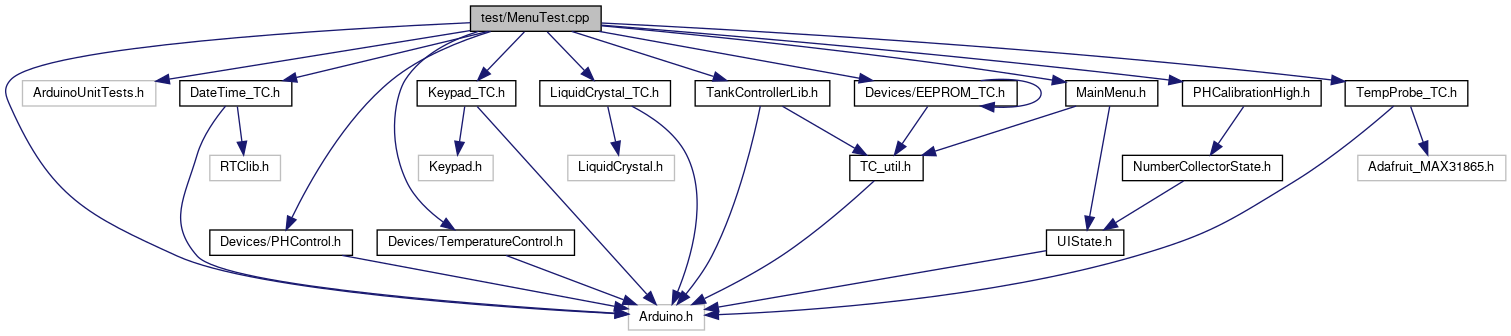 test/MenuTest.cpp
ArduinoUnitTests.h
DateTime_TC.h
Keypad_TC.h
LiquidCrystal_TC.h
TankControllerLib.h
Devices/EEPROM_TC.h
MainMenu.h
PHCalibrationHigh.h
TempProbe_TC.h
RTClib.h
Keypad.h
LiquidCrystal.h
TC_util.h
NumberCollectorState.h
Adafruit_MAX31865.h
Devices/PHControl.h
Devices/TemperatureControl.h
UIState.h
Arduino.h